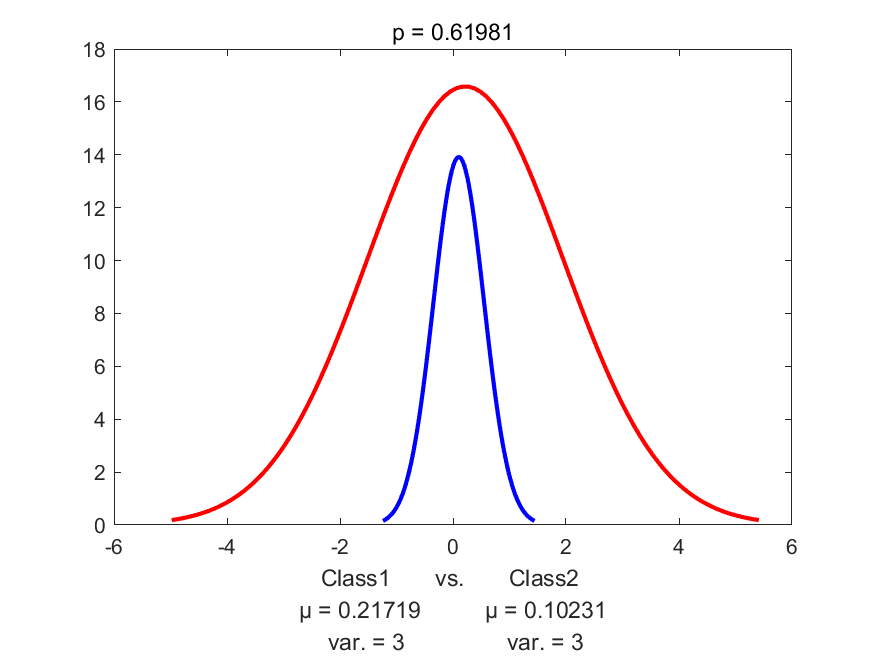 p = 0.61981
18
16
14
12
10
8
6
4
2
0
-6 -4 -2 0 2 4 6
Class1 vs. Class2
μ = 0.21719 μ = 0.10231
var. = 3 var. = 3